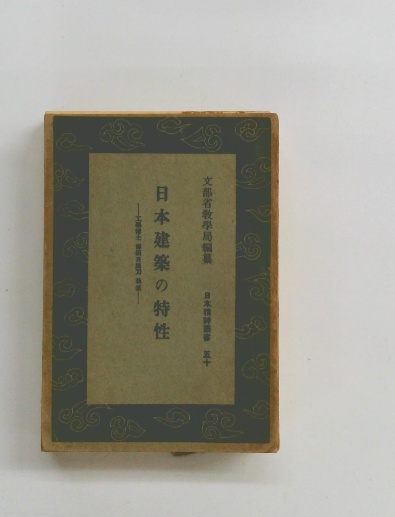 文部省敎學局編纂
日本精神叢書 五十
日本建築の特性